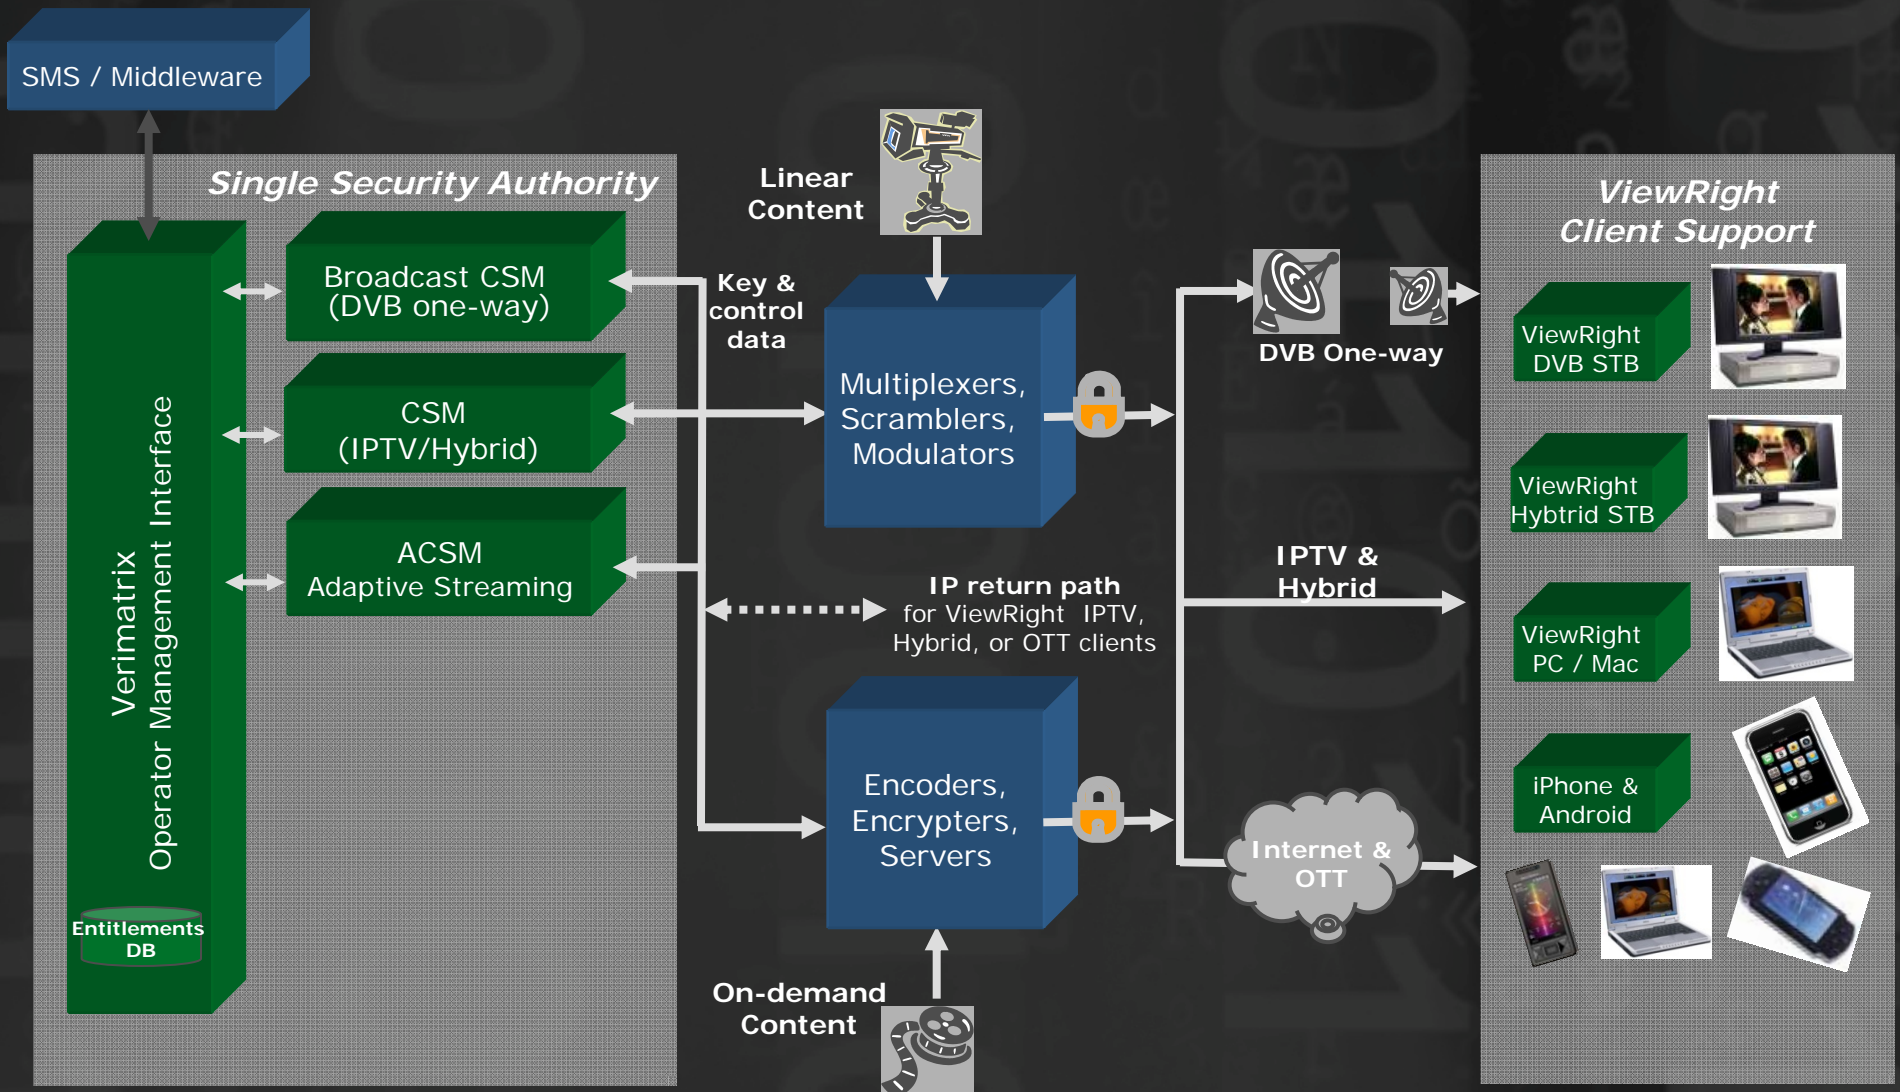 SMS / Middleware
Single Security Authority
Verimatrix
Operator Management Interface
Entitlements
DB
Broadcast CSM
(DVB one-way)
CSM
(IPTV/Hybrid)
ACSM
Adaptive Streaming
Linear
Content
Key &
control
data
Multiplexers,
Scramblers,
Modulators
IP return path
for ViewRight IPTV,
Hybrid, or OTT clients
Encoders,
Encrypters,
Servers
On-demand
Content
DVB One-way
IPTV &
Hybrid
Internet &
OTT
ViewRight
Client Support
ViewRight
DVB STB
ViewRight
Hybtrid STB
ViewRight
PC / Mac
iPhone &
Android